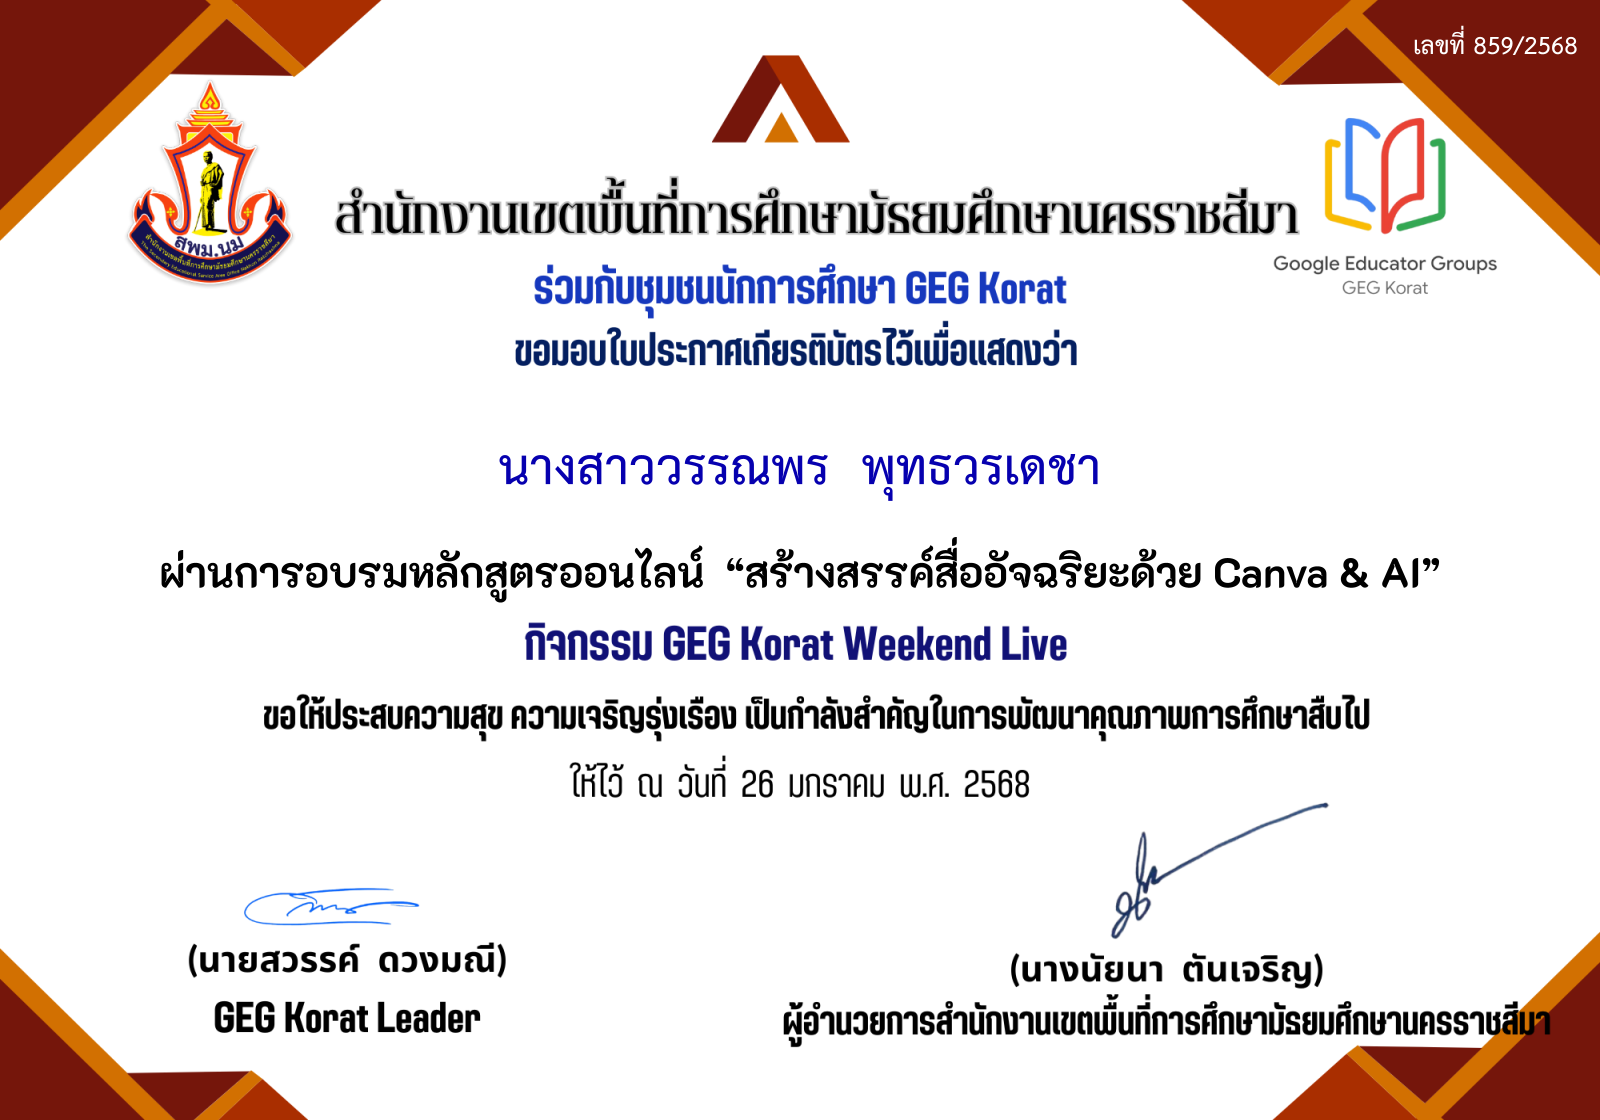 เลขที่ 859/2568
สพม.นม
สำนักงานเขตพื้นที่การศึกษามัธยมศึกษานครราชสีมา
Google Educator Groups
GEG Korat
ร่วมกับชุมชนนักการศึกษา GEG Korat
ขอมอบใบประกาศเกียรติบัตรไว้เพื่อแสดงว่า
นางสาววรรณพร พุทธวรเดชา
ผ่านการอบรมหลักสูตรออนไลน์ “สร้างสรรค์สื่ออัจฉริยะด้วย Canva & AI”
กิจกรรม GEG Korat Weekend Live
ขอให้ประสบความสุข ความเจริญรุ่งเรือง เป็นกำลังสำคัญในการพัฒนาคุณภาพการศึกษาสืบไป
ให้ไว้ ณ วันที่ 26 มกราคม พ.ศ. 2568
(นายสวรรค์ ดวงมณี)
GEG Korat Leader
(นางนัยนา ตันเจริญ)
ผู้อำนวยการสำนักงานเขตพื้นที่การศึกษามัธยมศึกษานครราชสีมา